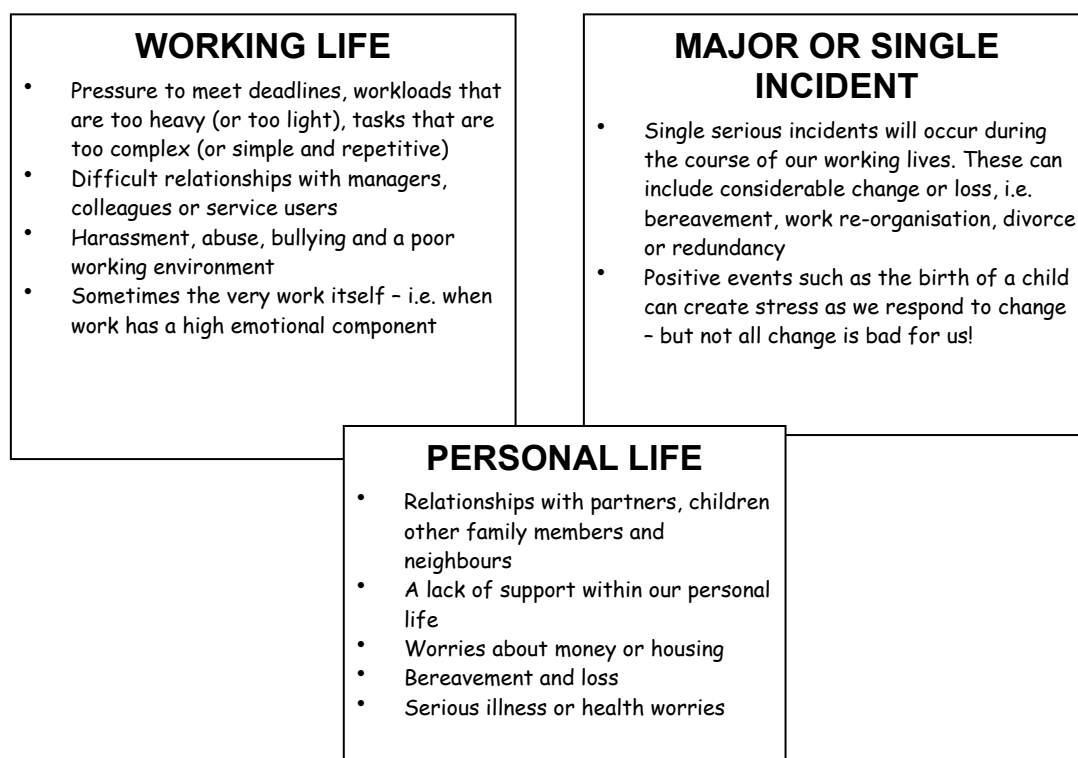 WORKING LIFE
• Pressure to meet deadlines, workloads that
are too heavy (or too light), tasks that are
too complex (or simple and repetitive)
• Difficult relationships with managers,
colleagues or service users
• Harassment, abuse, bullying and a poor
working environment
• Sometimes the very work itself – i.e. when
work has a high emotional component
MAJOR OR SINGLE
INCIDENT
• Single serious incidents will occur during
the course of our working lives. These can
include considerable change or loss, i.e.
bereavement, work re-organisation, divorce
or redundancy
• Positive events such as the birth of a child
can create stress as we respond to change
– but not all change is bad for us!
PERSONAL LIFE
• Relationships with partners, children
other family members and
neighbours
• A lack of support within our personal
life
• Worries about money or housing
• Bereavement and loss
• Serious illness or health worries